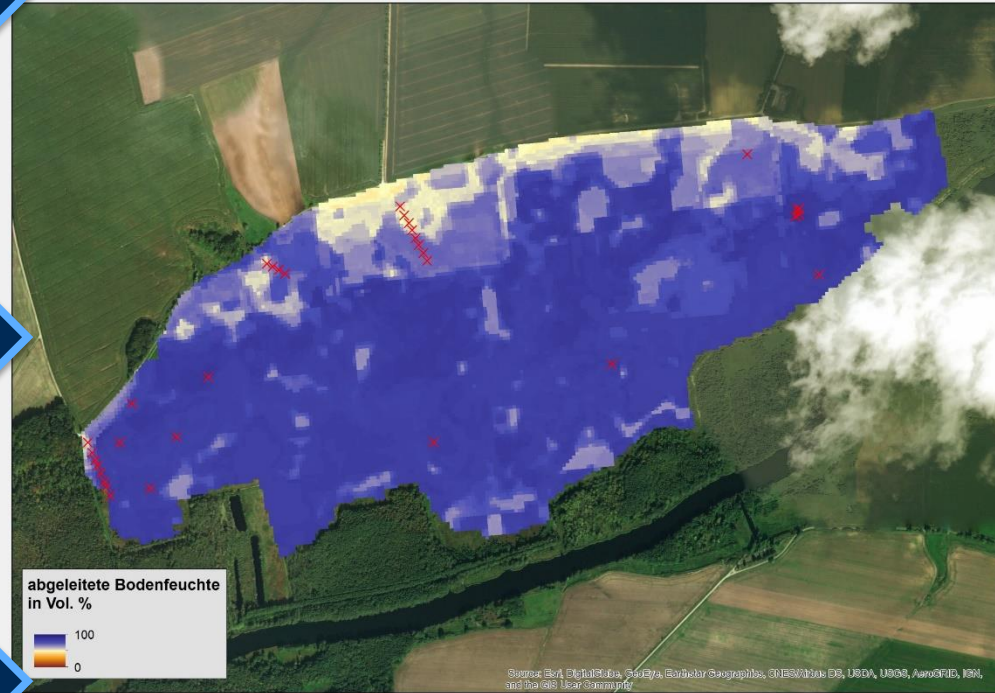 abgeleitete Bodenfeuchte
in Vol. %
100
0
Source: Esri, DigitalGlobe, GeoEye, Earthstar Geographics, CNES/Airbus DS, USDA, USGS, AeroGRID, IGN,
and the GIS User Community